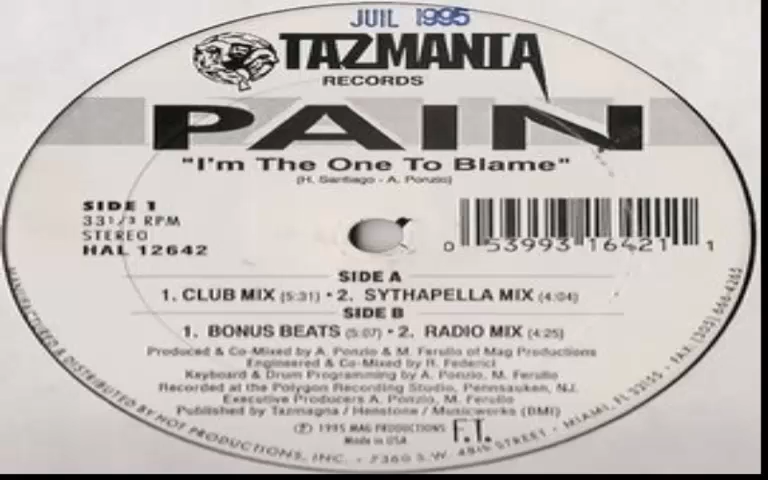 JUIL 1995
TAZMANIA
RECORDS
PAIN
"I'm The One To Blame"
(H. Santiago - A. Ponzio)
SIDE 1
33 1/3 RPM
STEREO
HAL 12642
0 53993 16421 1
SIDE A
1. CLUB MIX (5:31) • 2. SYTHAPELLA MIX (4:04)
SIDE B
1. BONUS BEATS (5:07) • 2. RADIO MIX (4:25)
Produced & Co-Mixed by A. Ponzio & M. Ferullo of Mag Productions
Engineered & Co-Mixed by R. Federici
Keyboard & Drum Programming by A. Ponzio, M. Ferullo
Recorded at the Polygon Recording Studio, Pennsauken, NJ.
Executive Producers A. Ponzio, M. Ferullo
Published by Tazmagna / Henstone / Musicworks (BMI)
℗ 1995 MAG PRODUCTIONS
Made in USA
F.T.
MANUFACTURED & DISTRIBUTED BY HOT PRODUCTIONS, INC. • 7360 S.W. 48th STREET • MIAMI, FL 33155 • FAX: (305) 666-4265